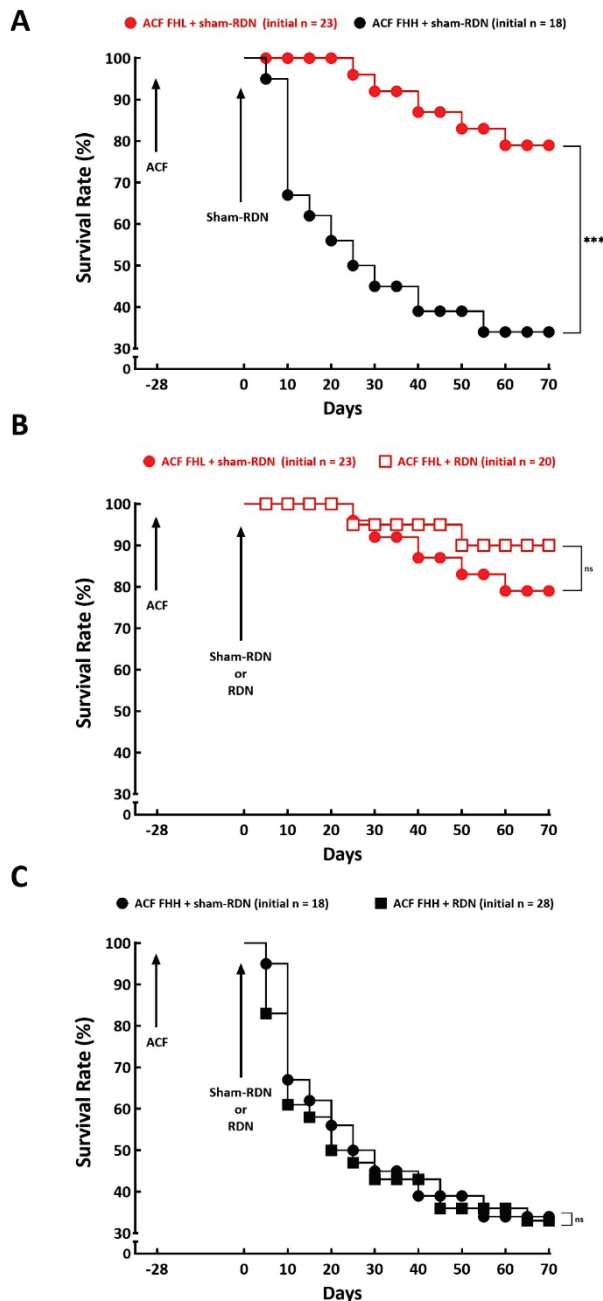 A
ACF FHL + sham-RDN (initial n = 23) ACF FHH + sham-RDN (initial n = 18)
Survival Rate (%)
100
90
80
70
60
50
40
30
0
ACF
Sham-RDN
***
-28 0 10 20 30 40 50 60 70
Days
B
ACF FHL + sham-RDN (initial n = 23) ACF FHL + RDN (initial n = 20)
Survival Rate (%)
100
90
80
70
60
50
40
30
0
ACF
Sham-RDN
or
RDN
ns
-28 0 10 20 30 40 50 60 70
Days
C
ACF FHH + sham-RDN (initial n = 18) ACF FHH + RDN (initial n = 28)
Survival Rate (%)
100
90
80
70
60
50
40
30
0
ACF
Sham-RDN
or
RDN
ns
-28 0 10 20 30 40 50 60 70
Days